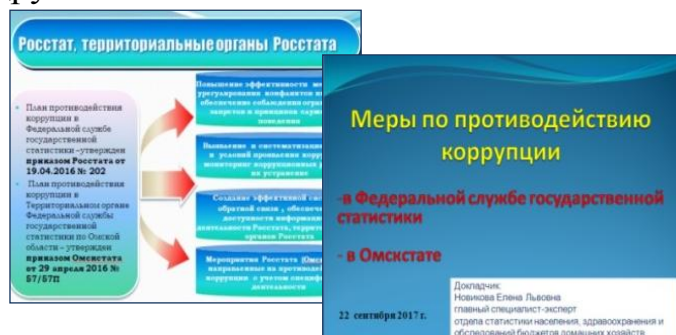 Росстат, территориальные органы Росстата
План противодействия
коррупции в
Федеральной службе
государственной
статистики –утвержден
приказом Росстата от
19.04.2016 № 202
План противодействия
коррупции в
Территориальном органе
Федеральной службы
государственной
статистики по Омской
области – утвержден
приказом Омскстата
от 29 апреля 2016 №
57/57П
Повышение эффективности
урегулирования конфликтов
обеспечение соблюдения
запретов и принципов
поведения
Выявление и систематизация
и условий проявления
мониторинг коррупционных
их устранение
Создание эффективной
обратной связи , 
доступности информации
деятельности Росстата,
органов Росстата
Мероприятия Росстата
направленные на
коррупции с учетом
деятельности
Меры по противодействию
коррупции
-в Федеральной службе государственной
статистики
- в Омскстате
22 сентября 2017 г.
Докладчик:
Новикова Елена Львовна
главный специалист-эксперт
отдела статистики населения, здравоохранения и
обследований бюджетов домашних хозяйств